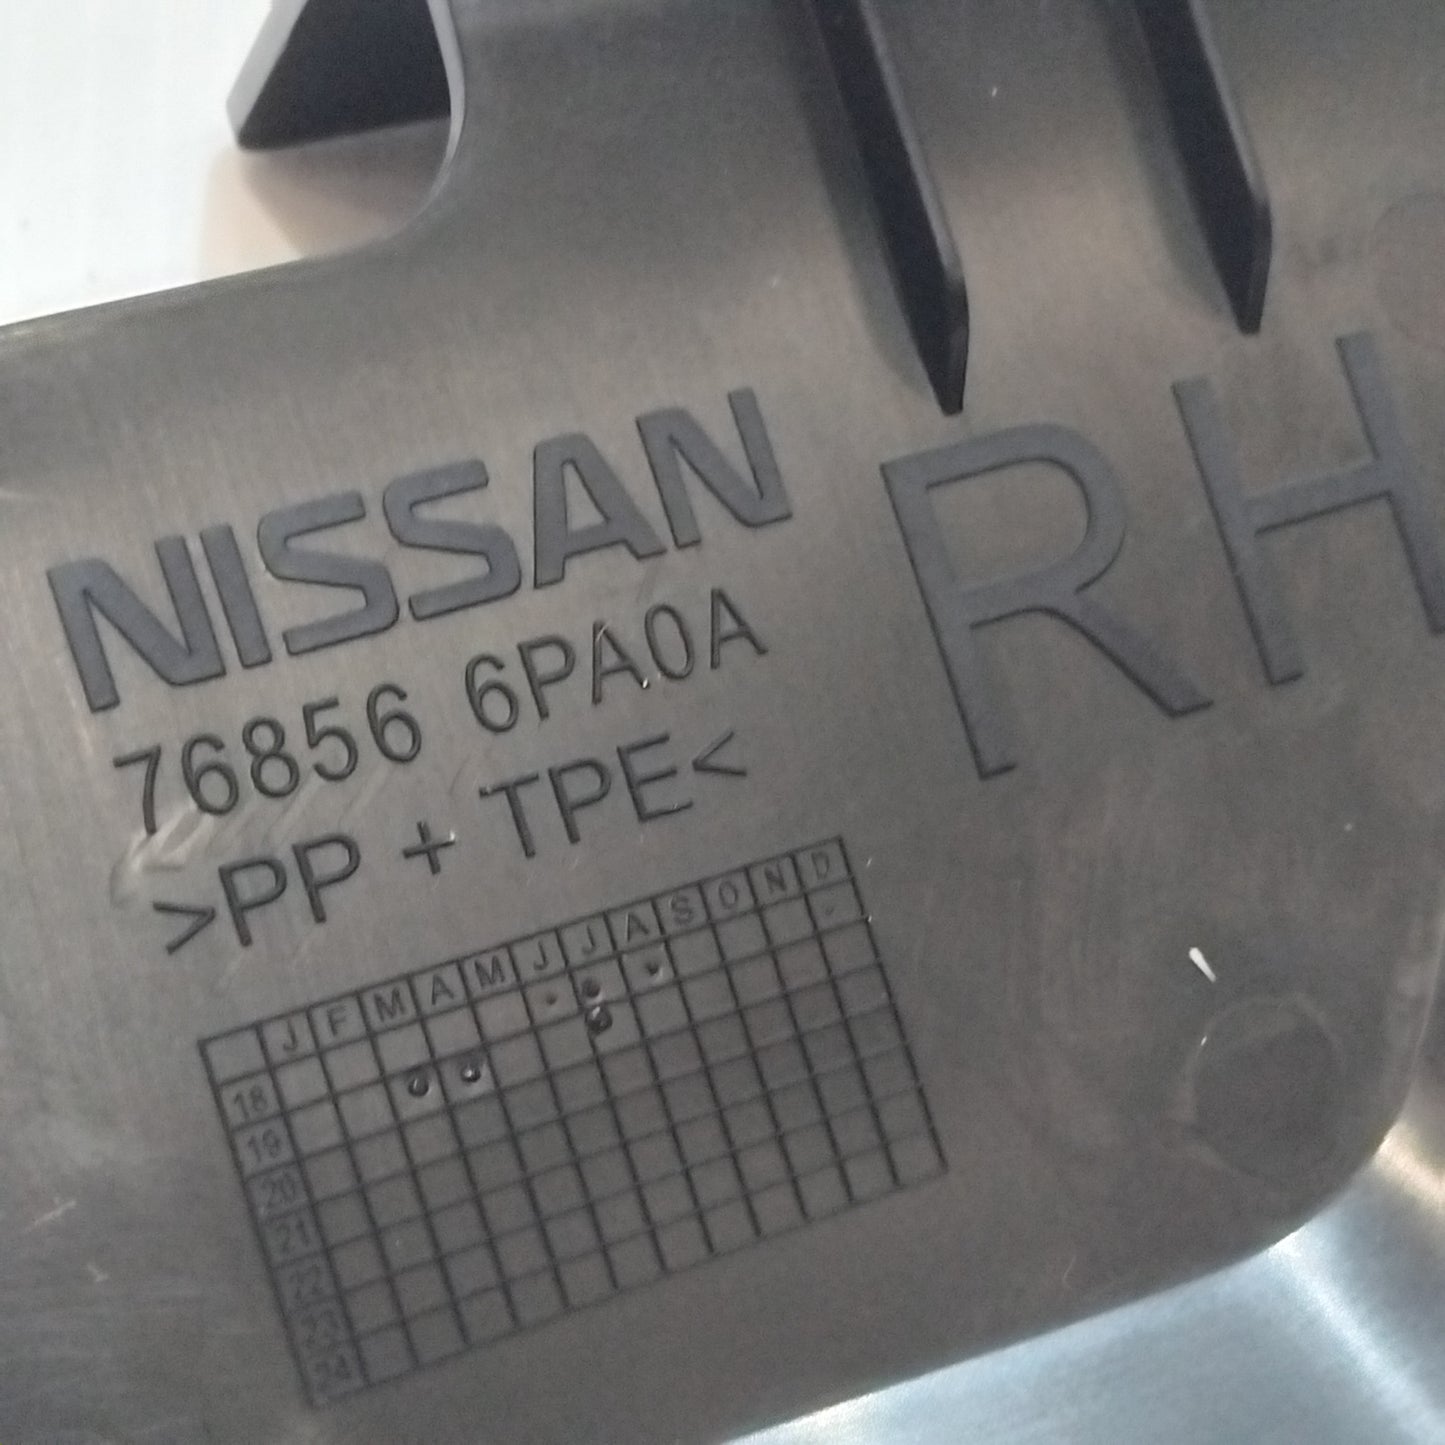 NISSAN
RH
76856 6PA0A
>PP + TPE<
J F M A M J J A S O N D
18
19
20
21
22
23
24